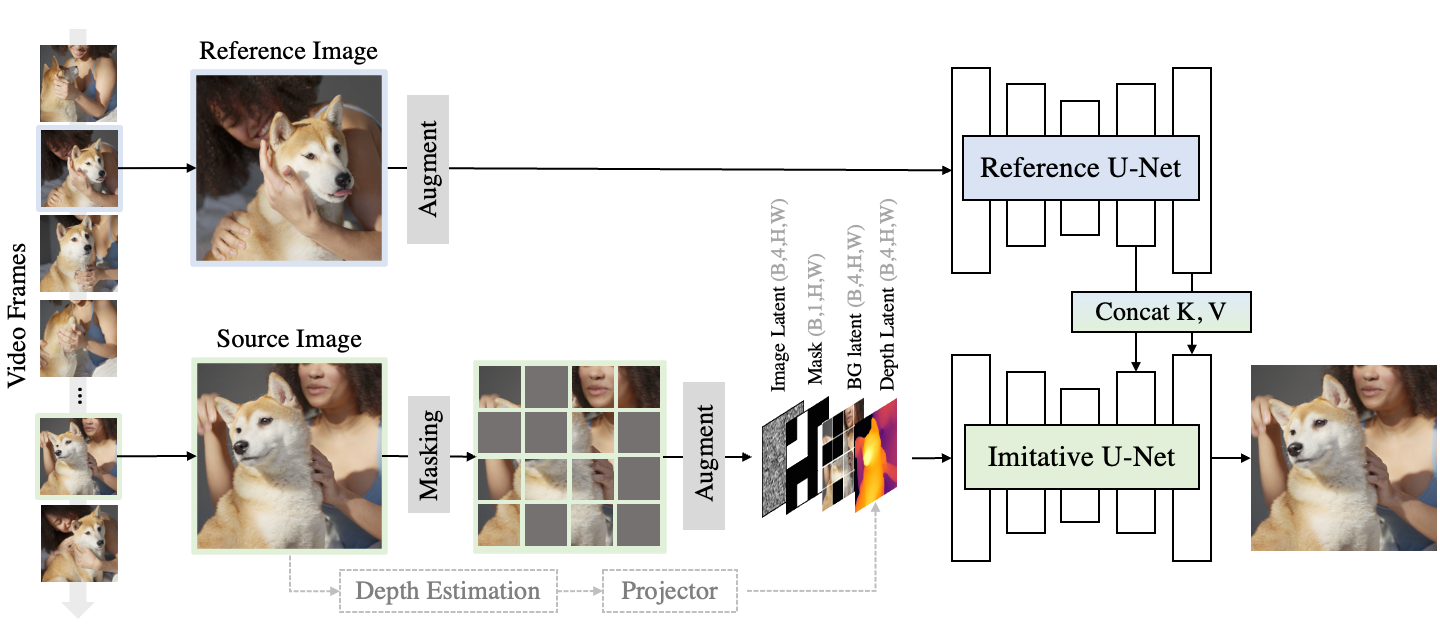 Video Frames
...
Reference Image
Augment
Reference U-Net
Source Image
Masking
Augment
Image Latent (B,4,H,W)
Mask (B,1,H,W)
BG latent (B,4,H,W)
Depth Latent (B,4,H,W)
Concat K, V
Imitative U-Net
Depth Estimation
Projector